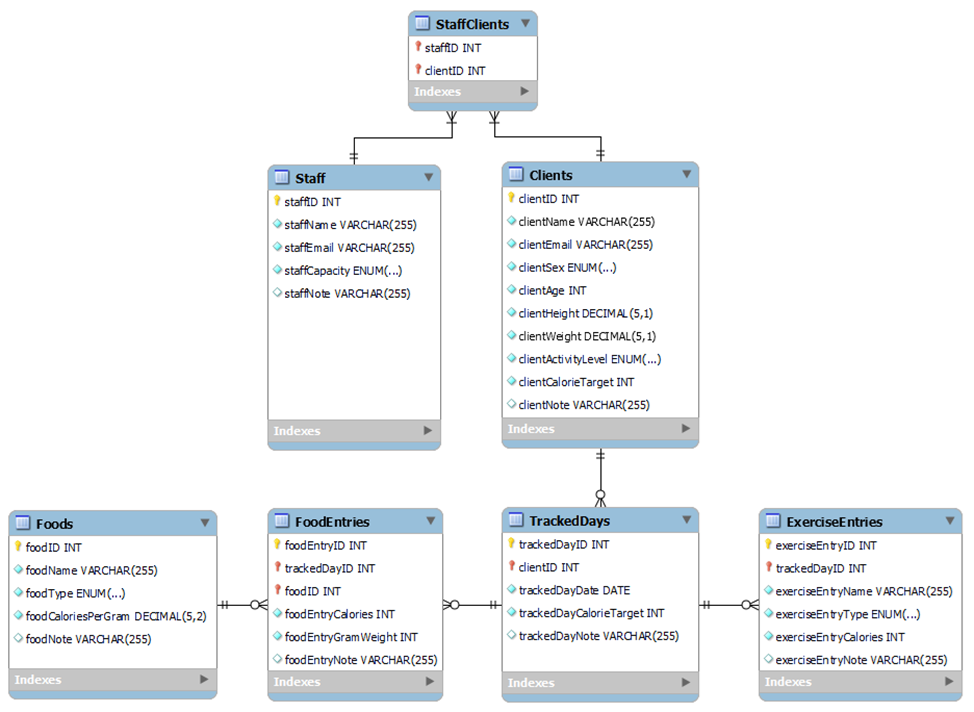 StaffClients
staffID INT
clientID INT
Indexes
Staff
staffID INT
staffName VARCHAR(255)
staffEmail VARCHAR(255)
staffCapacity ENUM(...)
staffNote VARCHAR(255)
Indexes
Clients
clientID INT
clientName VARCHAR(255)
clientEmail VARCHAR(255)
clientSex ENUM(...)
clientAge INT
clientHeight DECIMAL(5,1)
clientWeight DECIMAL(5,1)
clientActivityLevel ENUM(...)
clientCalorieTarget INT
clientNote VARCHAR(255)
Indexes
Foods
foodID INT
foodName VARCHAR(255)
foodType ENUM(...)
foodCaloriesPerGram DECIMAL(5,2)
foodNote VARCHAR(255)
Indexes
FoodEntries
foodEntryID INT
trackedDayID INT
foodID INT
foodEntryCalories INT
foodEntryGramWeight INT
foodEntryNote VARCHAR(255)
Indexes
TrackedDays
trackedDayID INT
clientID INT
trackedDayDate DATE
trackedDayCalorieTarget INT
trackedDayNote VARCHAR(255)
Indexes
ExerciseEntries
exerciseEntryID INT
trackedDayID INT
exerciseEntryName VARCHAR(255)
exerciseEntryType ENUM(...)
exerciseEntryCalories INT
exerciseEntryNote VARCHAR(255)
Indexes